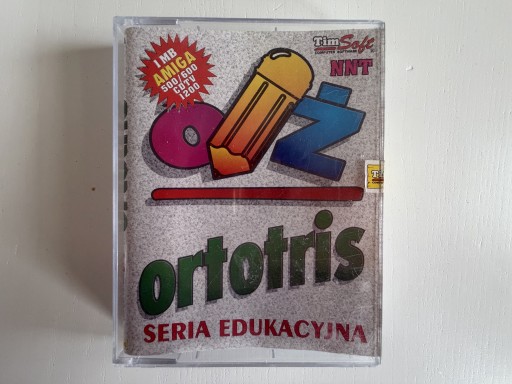 1 MB
AMIGA
500/600
CDTV
1200
TimSoft
NNT
O Ż
ortotris
SERIA EDUKACYJNA